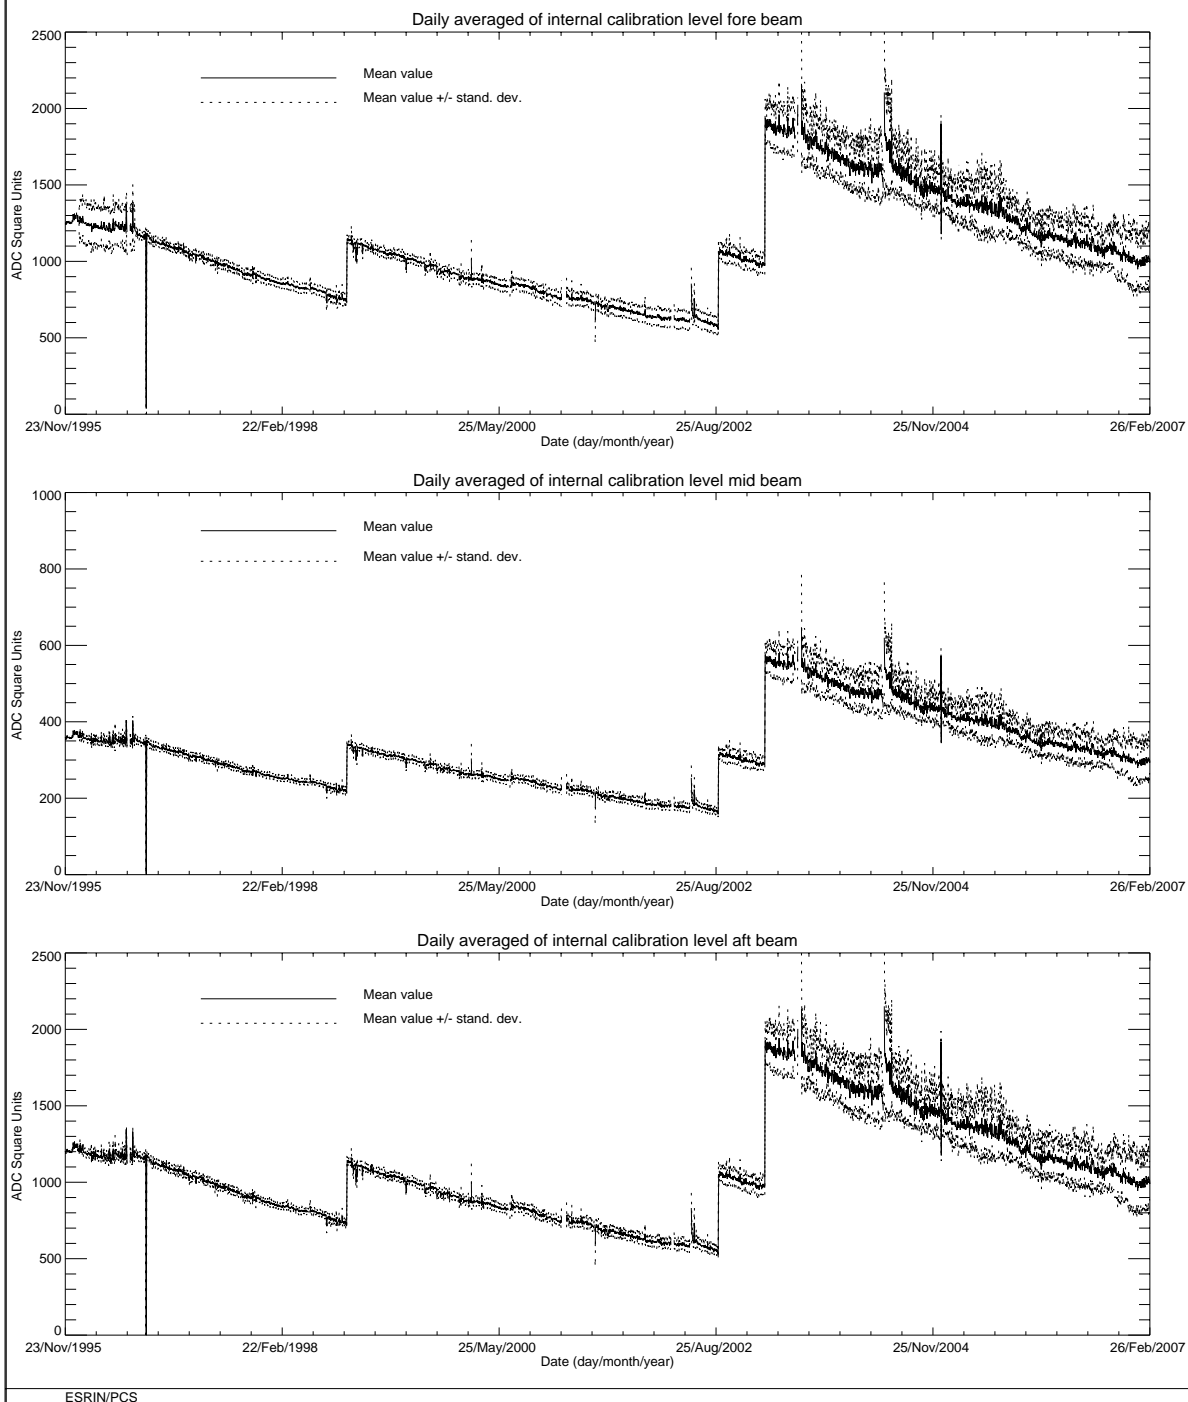 Daily averaged of internal calibration level fore beam
2500
2000
1500
1000
500
0
ADC Square Units
Mean value
Mean value +/- stand. dev.
23/Nov/1995 22/Feb/1998 25/May/2000 25/Aug/2002 25/Nov/2004 26/Feb/2007
Date (day/month/year)
Daily averaged of internal calibration level mid beam
1000
800
600
400
200
0
ADC Square Units
Mean value
Mean value +/- stand. dev.
23/Nov/1995 22/Feb/1998 25/May/2000 25/Aug/2002 25/Nov/2004 26/Feb/2007
Date (day/month/year)
Daily averaged of internal calibration level aft beam
2500
2000
1500
1000
500
0
ADC Square Units
Mean value
Mean value +/- stand. dev.
23/Nov/1995 22/Feb/1998 25/May/2000 25/Aug/2002 25/Nov/2004 26/Feb/2007
Date (day/month/year)
ESRIN/PCS